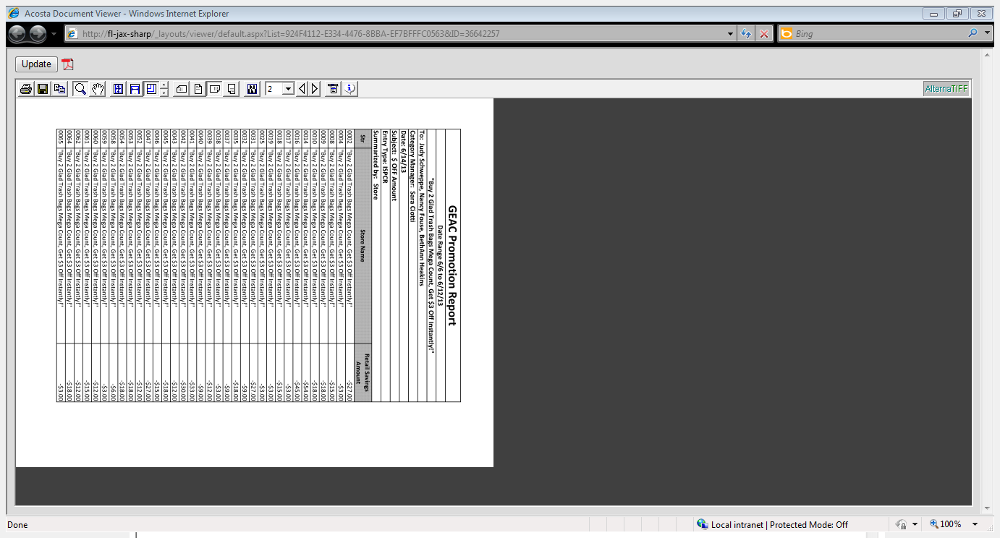 Acosta Document Viewer - Windows Internet Explorer
http://fl-jax-sharp/_layouts/viewer/default.aspx?List=924F4112-E334-4476-8BBA-EF7BFFFC0563&ID=36642257
Bing
Update
2
AlternaTIFF
GEAC Promotion Report
Date Range 6/6 to 6/12/13
"Buy 2 Glad Trash Bags Mega Count, Get $3 Off Instantly!"
To: Judy Schweppe, Nancy Fouse, BethAnn Heakins
Category Manager: Sara Ciotti
Date: 6/14/13
Subject: $ OFF Amount
Entry Type: ISPCR
Summarized by: Store
Str Store Name Retail Savings Amount
0002 "Buy 2 Glad Trash Bags Mega Count, Get $3 Off Instantly!" -$27.00
0004 "Buy 2 Glad Trash Bags Mega Count, Get $3 Off Instantly!" -$3.00
0008 "Buy 2 Glad Trash Bags Mega Count, Get $3 Off Instantly!" -$15.00
0009 "Buy 2 Glad Trash Bags Mega Count, Get $3 Off Instantly!" -$18.00
0010 "Buy 2 Glad Trash Bags Mega Count, Get $3 Off Instantly!" -$18.00
0014 "Buy 2 Glad Trash Bags Mega Count, Get $3 Off Instantly!" -$54.00
0016 "Buy 2 Glad Trash Bags Mega Count, Get $3 Off Instantly!" -$45.00
0017 "Buy 2 Glad Trash Bags Mega Count, Get $3 Off Instantly!" -$3.00
0018 "Buy 2 Glad Trash Bags Mega Count, Get $3 Off Instantly!" -$15.00
0019 "Buy 2 Glad Trash Bags Mega Count, Get $3 Off Instantly!" -$3.00
0025 "Buy 2 Glad Trash Bags Mega Count, Get $3 Off Instantly!" -$3.00
0031 "Buy 2 Glad Trash Bags Mega Count, Get $3 Off Instantly!" -$27.00
0032 "Buy 2 Glad Trash Bags Mega Count, Get $3 Off Instantly!" -$9.00
0035 "Buy 2 Glad Trash Bags Mega Count, Get $3 Off Instantly!" -$18.00
0037 "Buy 2 Glad Trash Bags Mega Count, Get $3 Off Instantly!" -$9.00
0038 "Buy 2 Glad Trash Bags Mega Count, Get $3 Off Instantly!" -$3.00
0039 "Buy 2 Glad Trash Bags Mega Count, Get $3 Off Instantly!" -$12.00
0040 "Buy 2 Glad Trash Bags Mega Count, Get $3 Off Instantly!" -$9.00
0041 "Buy 2 Glad Trash Bags Mega Count, Get $3 Off Instantly!" -$33.00
0042 "Buy 2 Glad Trash Bags Mega Count, Get $3 Off Instantly!" -$30.00
0043 "Buy 2 Glad Trash Bags Mega Count, Get $3 Off Instantly!" -$12.00
0045 "Buy 2 Glad Trash Bags Mega Count, Get $3 Off Instantly!" -$18.00
0046 "Buy 2 Glad Trash Bags Mega Count, Get $3 Off Instantly!" -$15.00
0047 "Buy 2 Glad Trash Bags Mega Count, Get $3 Off Instantly!" -$27.00
0052 "Buy 2 Glad Trash Bags Mega Count, Get $3 Off Instantly!" -$12.00
0053 "Buy 2 Glad Trash Bags Mega Count, Get $3 Off Instantly!" -$18.00
0054 "Buy 2 Glad Trash Bags Mega Count, Get $3 Off Instantly!" -$18.00
0058 "Buy 2 Glad Trash Bags Mega Count, Get $3 Off Instantly!" -$6.00
0059 "Buy 2 Glad Trash Bags Mega Count, Get $3 Off Instantly!" -$3.00
0060 "Buy 2 Glad Trash Bags Mega Count, Get $3 Off Instantly!" -$12.00
0061 "Buy 2 Glad Trash Bags Mega Count, Get $3 Off Instantly!" -$15.00
0062 "Buy 2 Glad Trash Bags Mega Count, Get $3 Off Instantly!" -$12.00
0064 "Buy 2 Glad Trash Bags Mega Count, Get $3 Off Instantly!" -$18.00
0065 "Buy 2 Glad Trash Bags Mega Count, Get $3 Off Instantly!" -$3.00
Done
Local intranet | Protected Mode: Off
100%